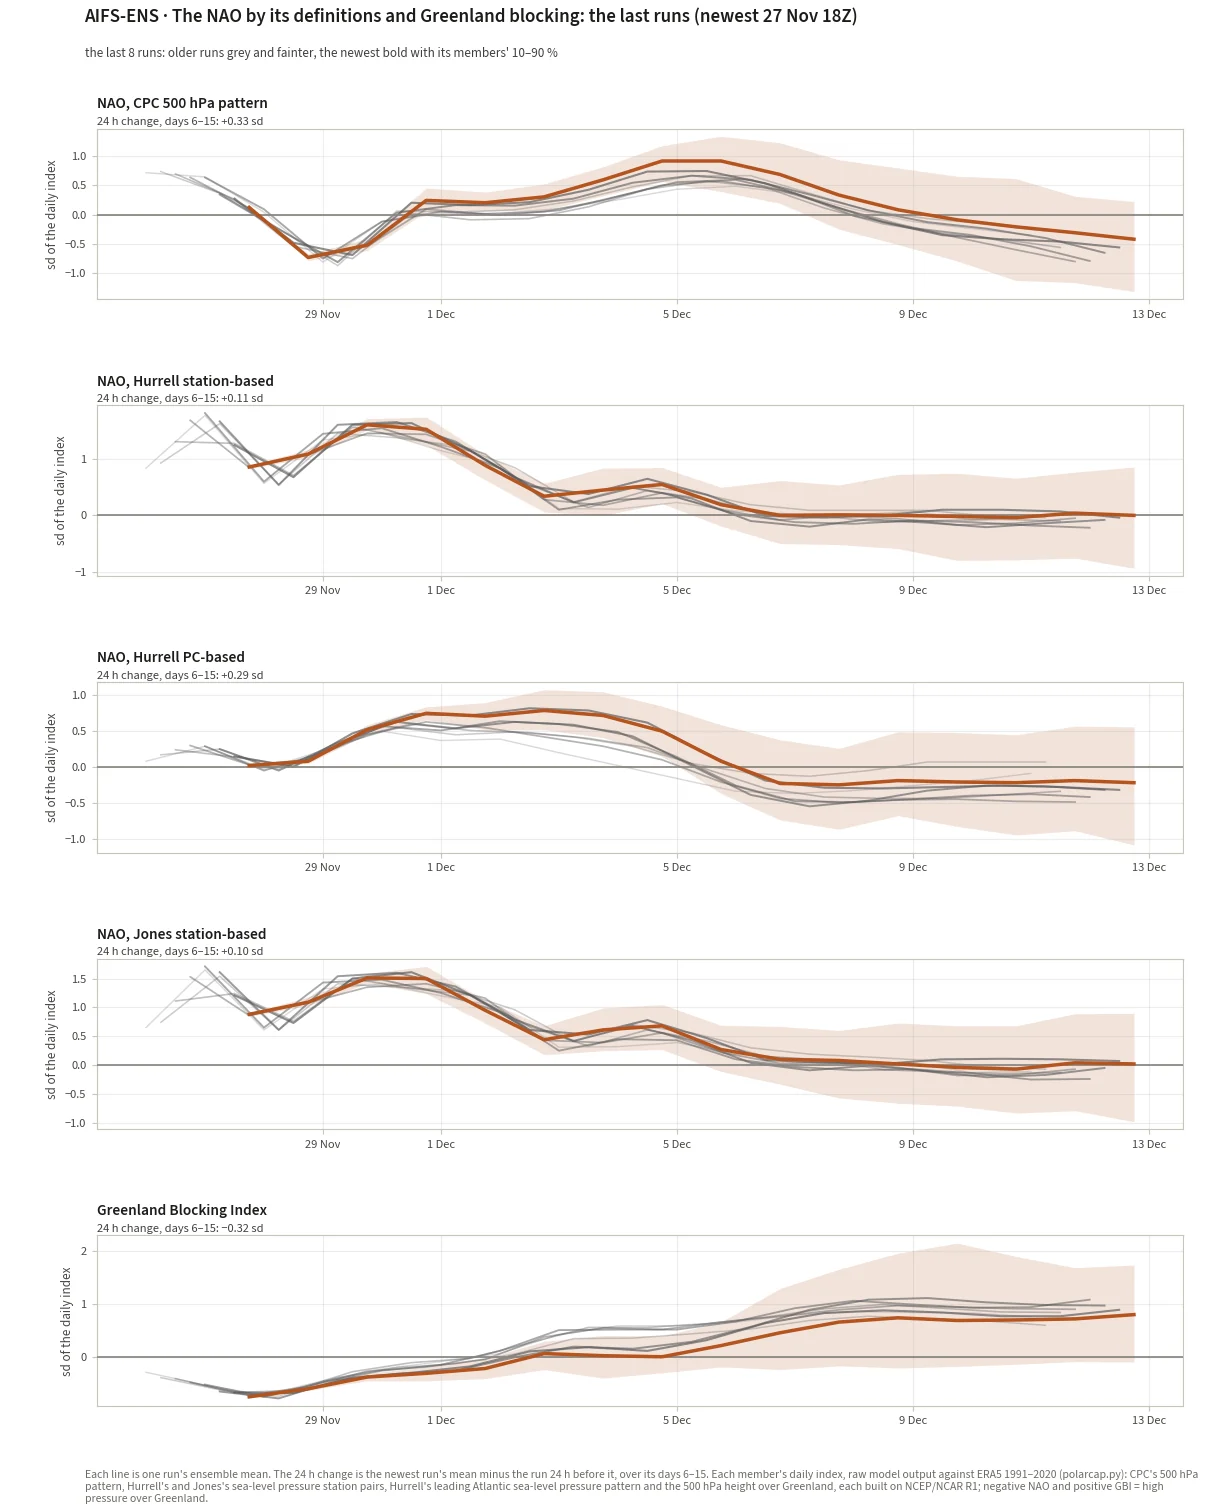 AIFS-ENS · The NAO by its definitions and Greenland blocking: the last runs (newest 27 Nov 18Z)
the last 8 runs: older runs grey and fainter, the newest bold with its members' 10–90 %
NAO, CPC 500 hPa pattern
24 h change, days 6–15: +0.33 sd
sd of the daily index
1.0
0.5
0.0
−0.5
−1.0
29 Nov
1 Dec
5 Dec
9 Dec
13 Dec
NAO, Hurrell station-based
24 h change, days 6–15: +0.11 sd
sd of the daily index
1
0
−1
29 Nov
1 Dec
5 Dec
9 Dec
13 Dec
NAO, Hurrell PC-based
24 h change, days 6–15: +0.29 sd
sd of the daily index
1.0
0.5
0.0
−0.5
−1.0
29 Nov
1 Dec
5 Dec
9 Dec
13 Dec
NAO, Jones station-based
24 h change, days 6–15: +0.10 sd
sd of the daily index
1.5
1.0
0.5
0.0
−0.5
−1.0
29 Nov
1 Dec
5 Dec
9 Dec
13 Dec
Greenland Blocking Index
24 h change, days 6–15: −0.32 sd
sd of the daily index
2
1
0
29 Nov
1 Dec
5 Dec
9 Dec
13 Dec
Each line is one run's ensemble mean. The 24 h change is the newest run's mean minus the run 24 h before it, over its days 6–15. Each member's daily index, raw model output against ERA5 1991–2020 (polarcap.py): CPC's 500 hPa
pattern, Hurrell's and Jones's sea-level pressure station pairs, Hurrell's leading Atlantic sea-level pressure pattern and the 500 hPa height over Greenland, each built on NCEP/NCAR R1; negative NAO and positive GBI = high
pressure over Greenland.